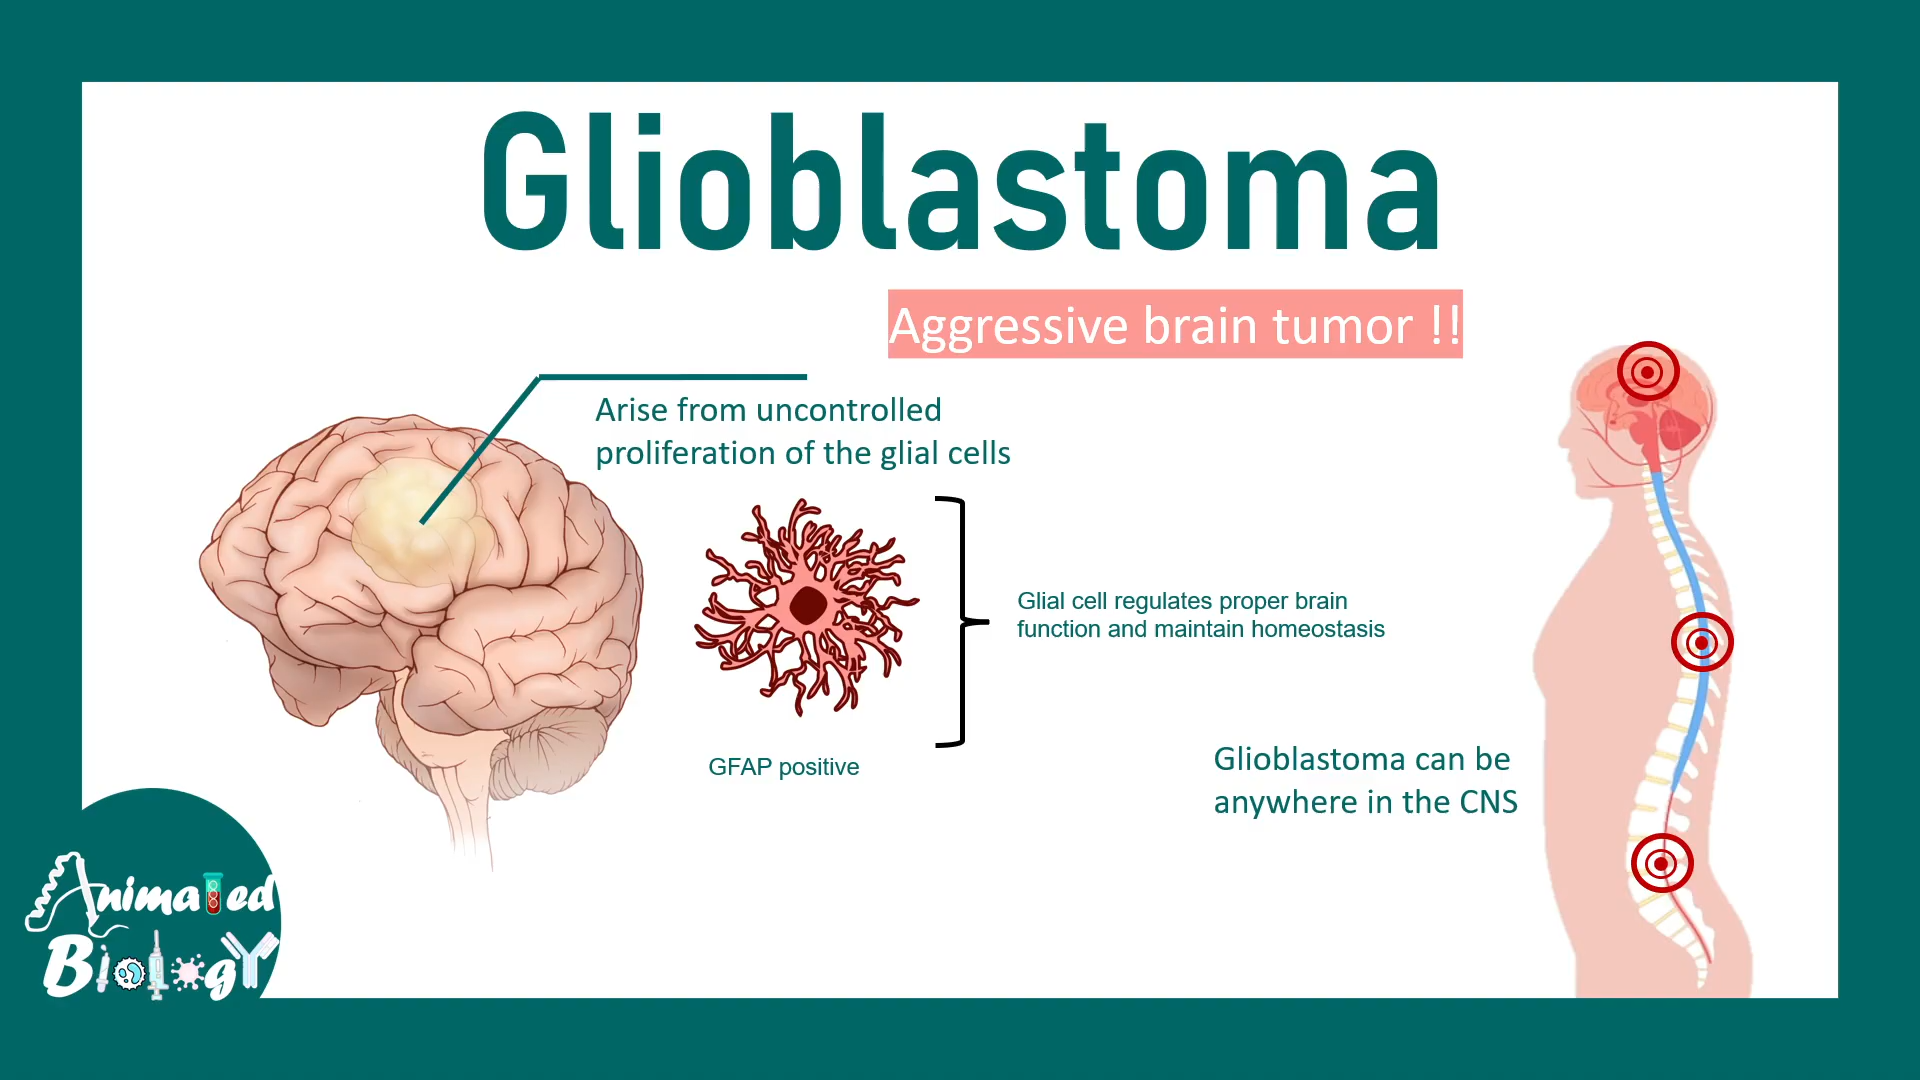 Glioblastoma
Aggressive brain tumor !!
Arise from uncontrolled
proliferation of the glial cells
Glial cell regulates proper brain
function and maintain homeostasis
GFAP positive
Glioblastoma can be
anywhere in the CNS
Animated
Biology